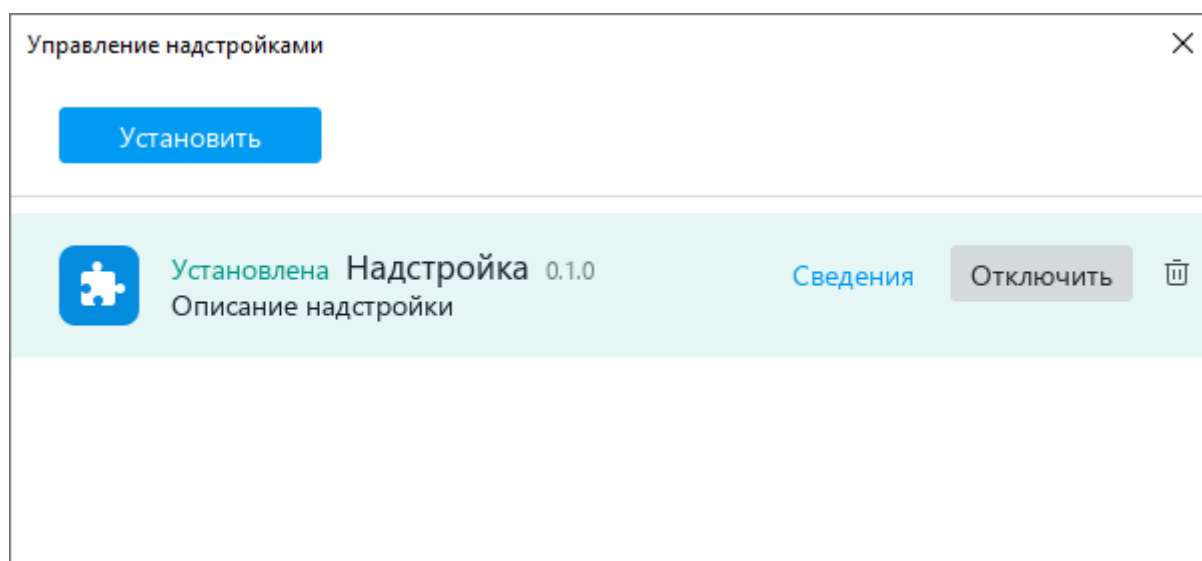 Управление надстройками
Установить
Установлена Надстройка 0.1.0 Сведения Отключить
Описание надстройки